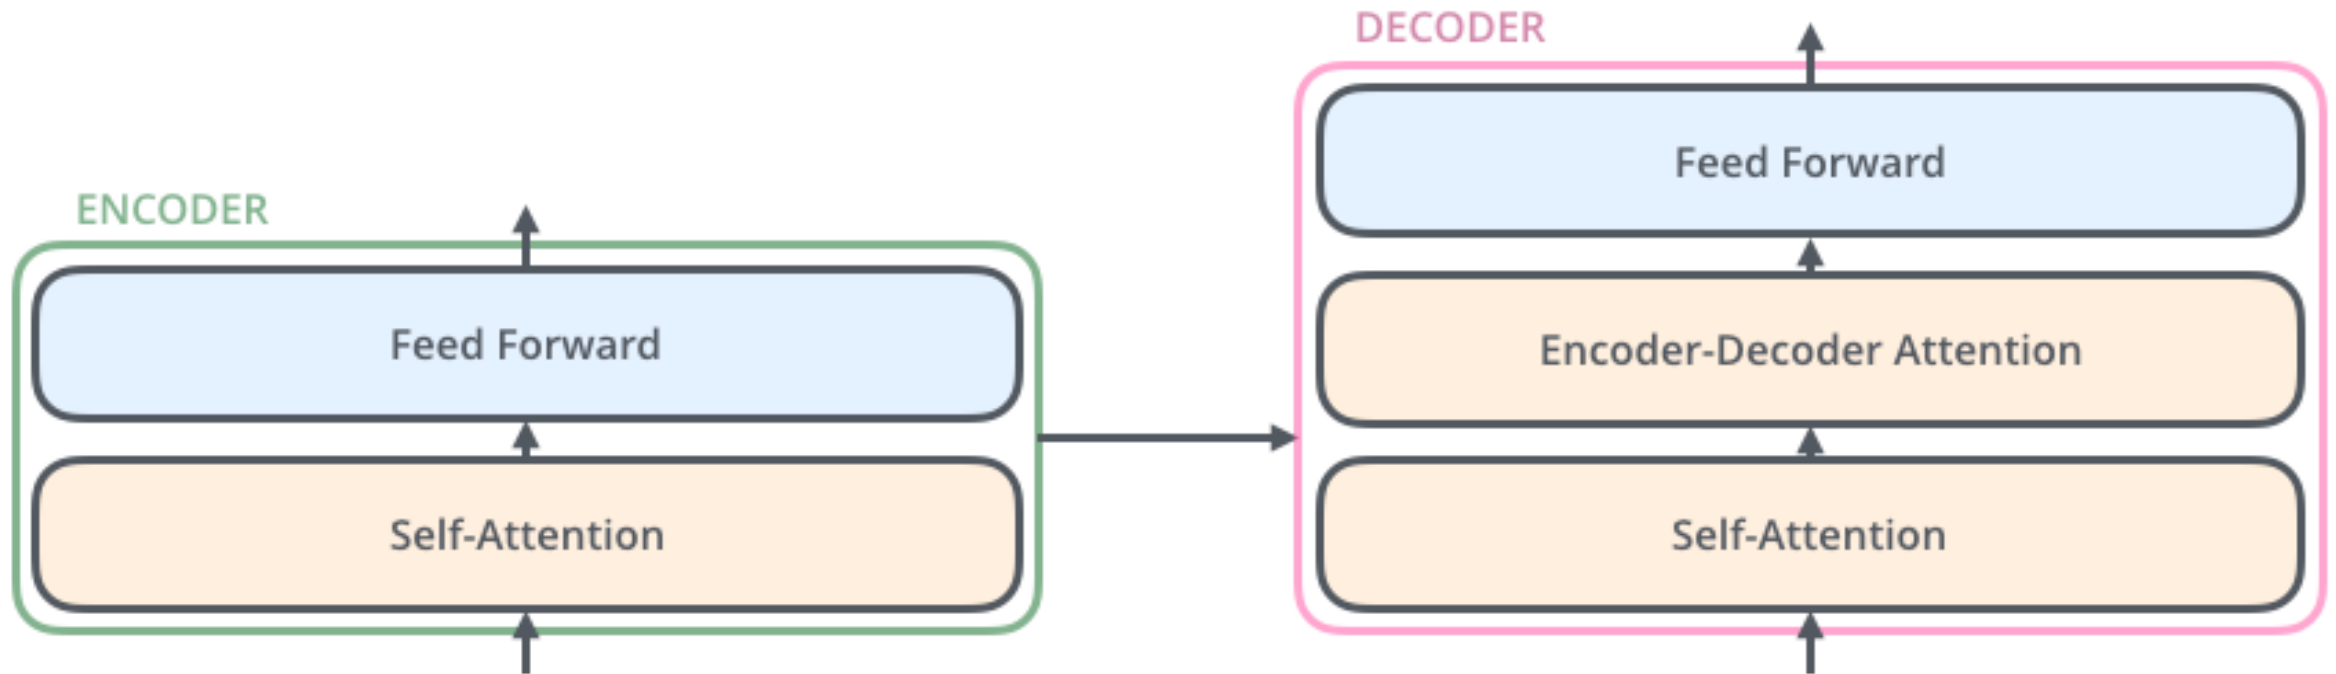 ENCODER
Feed Forward
Self-Attention
DECODER
Feed Forward
Encoder-Decoder Attention
Self-Attention